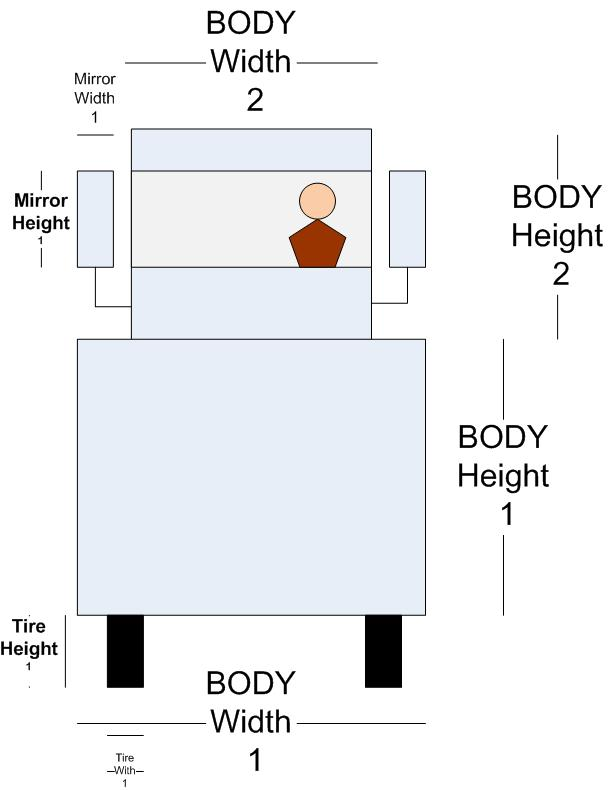 BODY
Width
2
Mirror
Width
1
Mirror
Height
1
BODY
Height
2
BODY
Height
1
Tire
Height
1
BODY
Width
1
Tire
With
1